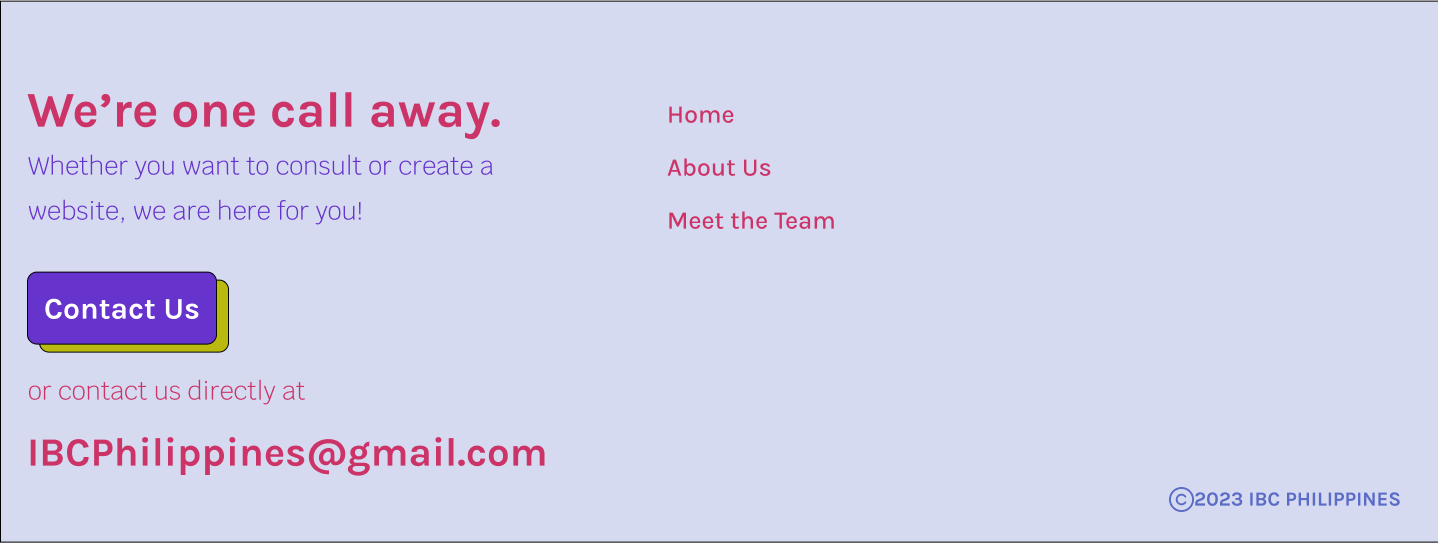 We’re one call away.
Whether you want to consult or create a
website, we are here for you!
Contact Us
or contact us directly at
IBCPhilippines@gmail.com
Home
About Us
Meet the Team
©2023 IBC PHILIPPINES